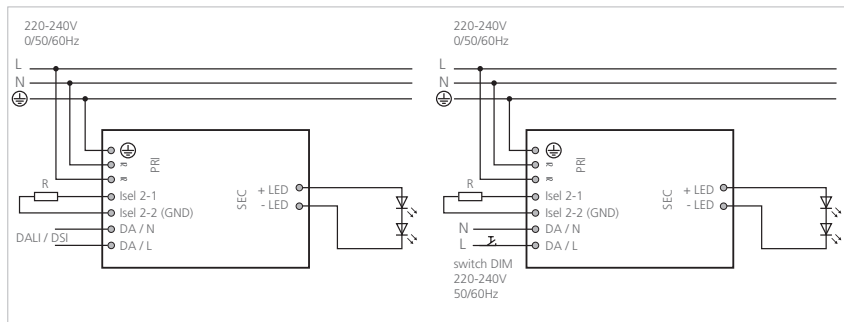 220-240V
0/50/60Hz
L
N
PRI
~
~
R
Isel 2-1
Isel 2-2 (GND)
DALI / DSI
DA / N
DA / L
SEC
+ LED
- LED
220-240V
0/50/60Hz
L
N
PRI
~
~
R
Isel 2-1
Isel 2-2 (GND)
N
DA / N
L
DA / L
switch DIM
220-240V
50/60Hz
SEC
+ LED
- LED